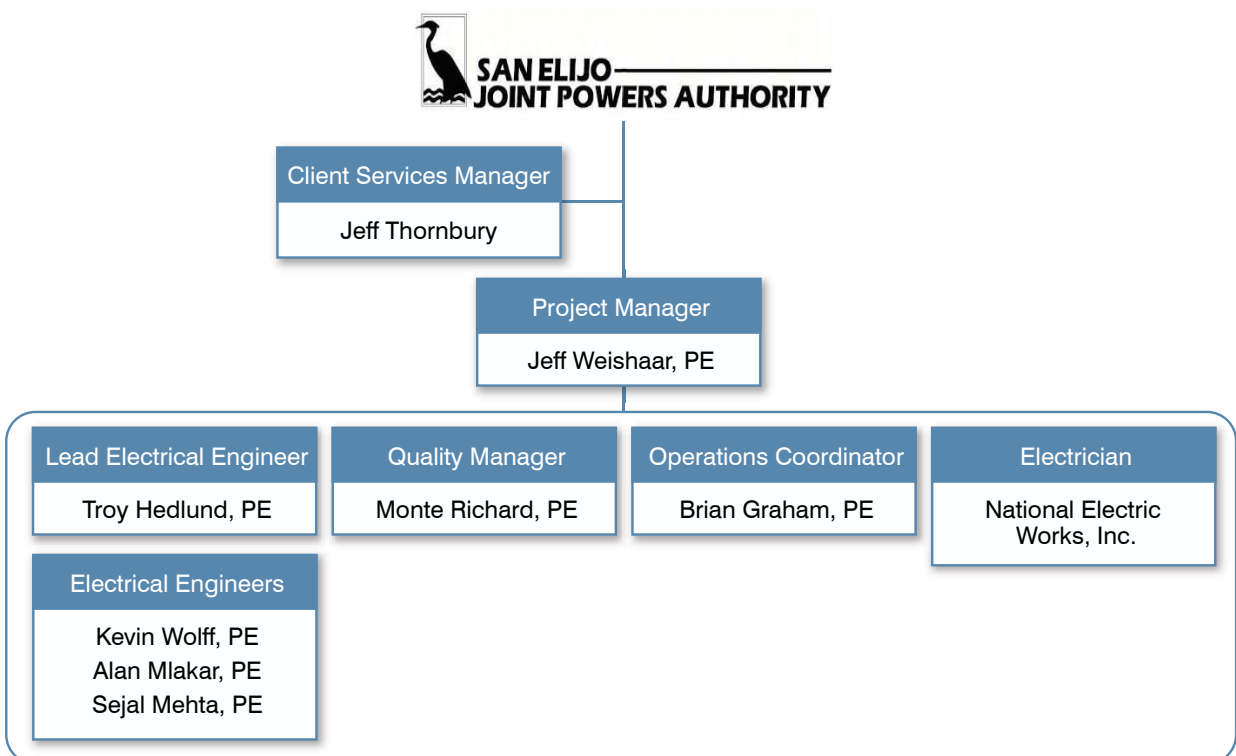 SAN ELIJO
JOINT POWERS AUTHORITY
Client Services Manager
Jeff Thornbury
Project Manager
Jeff Weishaar, PE
Lead Electrical Engineer
Troy Hedlund, PE
Quality Manager
Monte Richard, PE
Operations Coordinator
Brian Graham, PE
Electrician
National Electric
Works, Inc.
Electrical Engineers
Kevin Wolff, PE
Alan Mlakar, PE
Sejal Mehta, PE